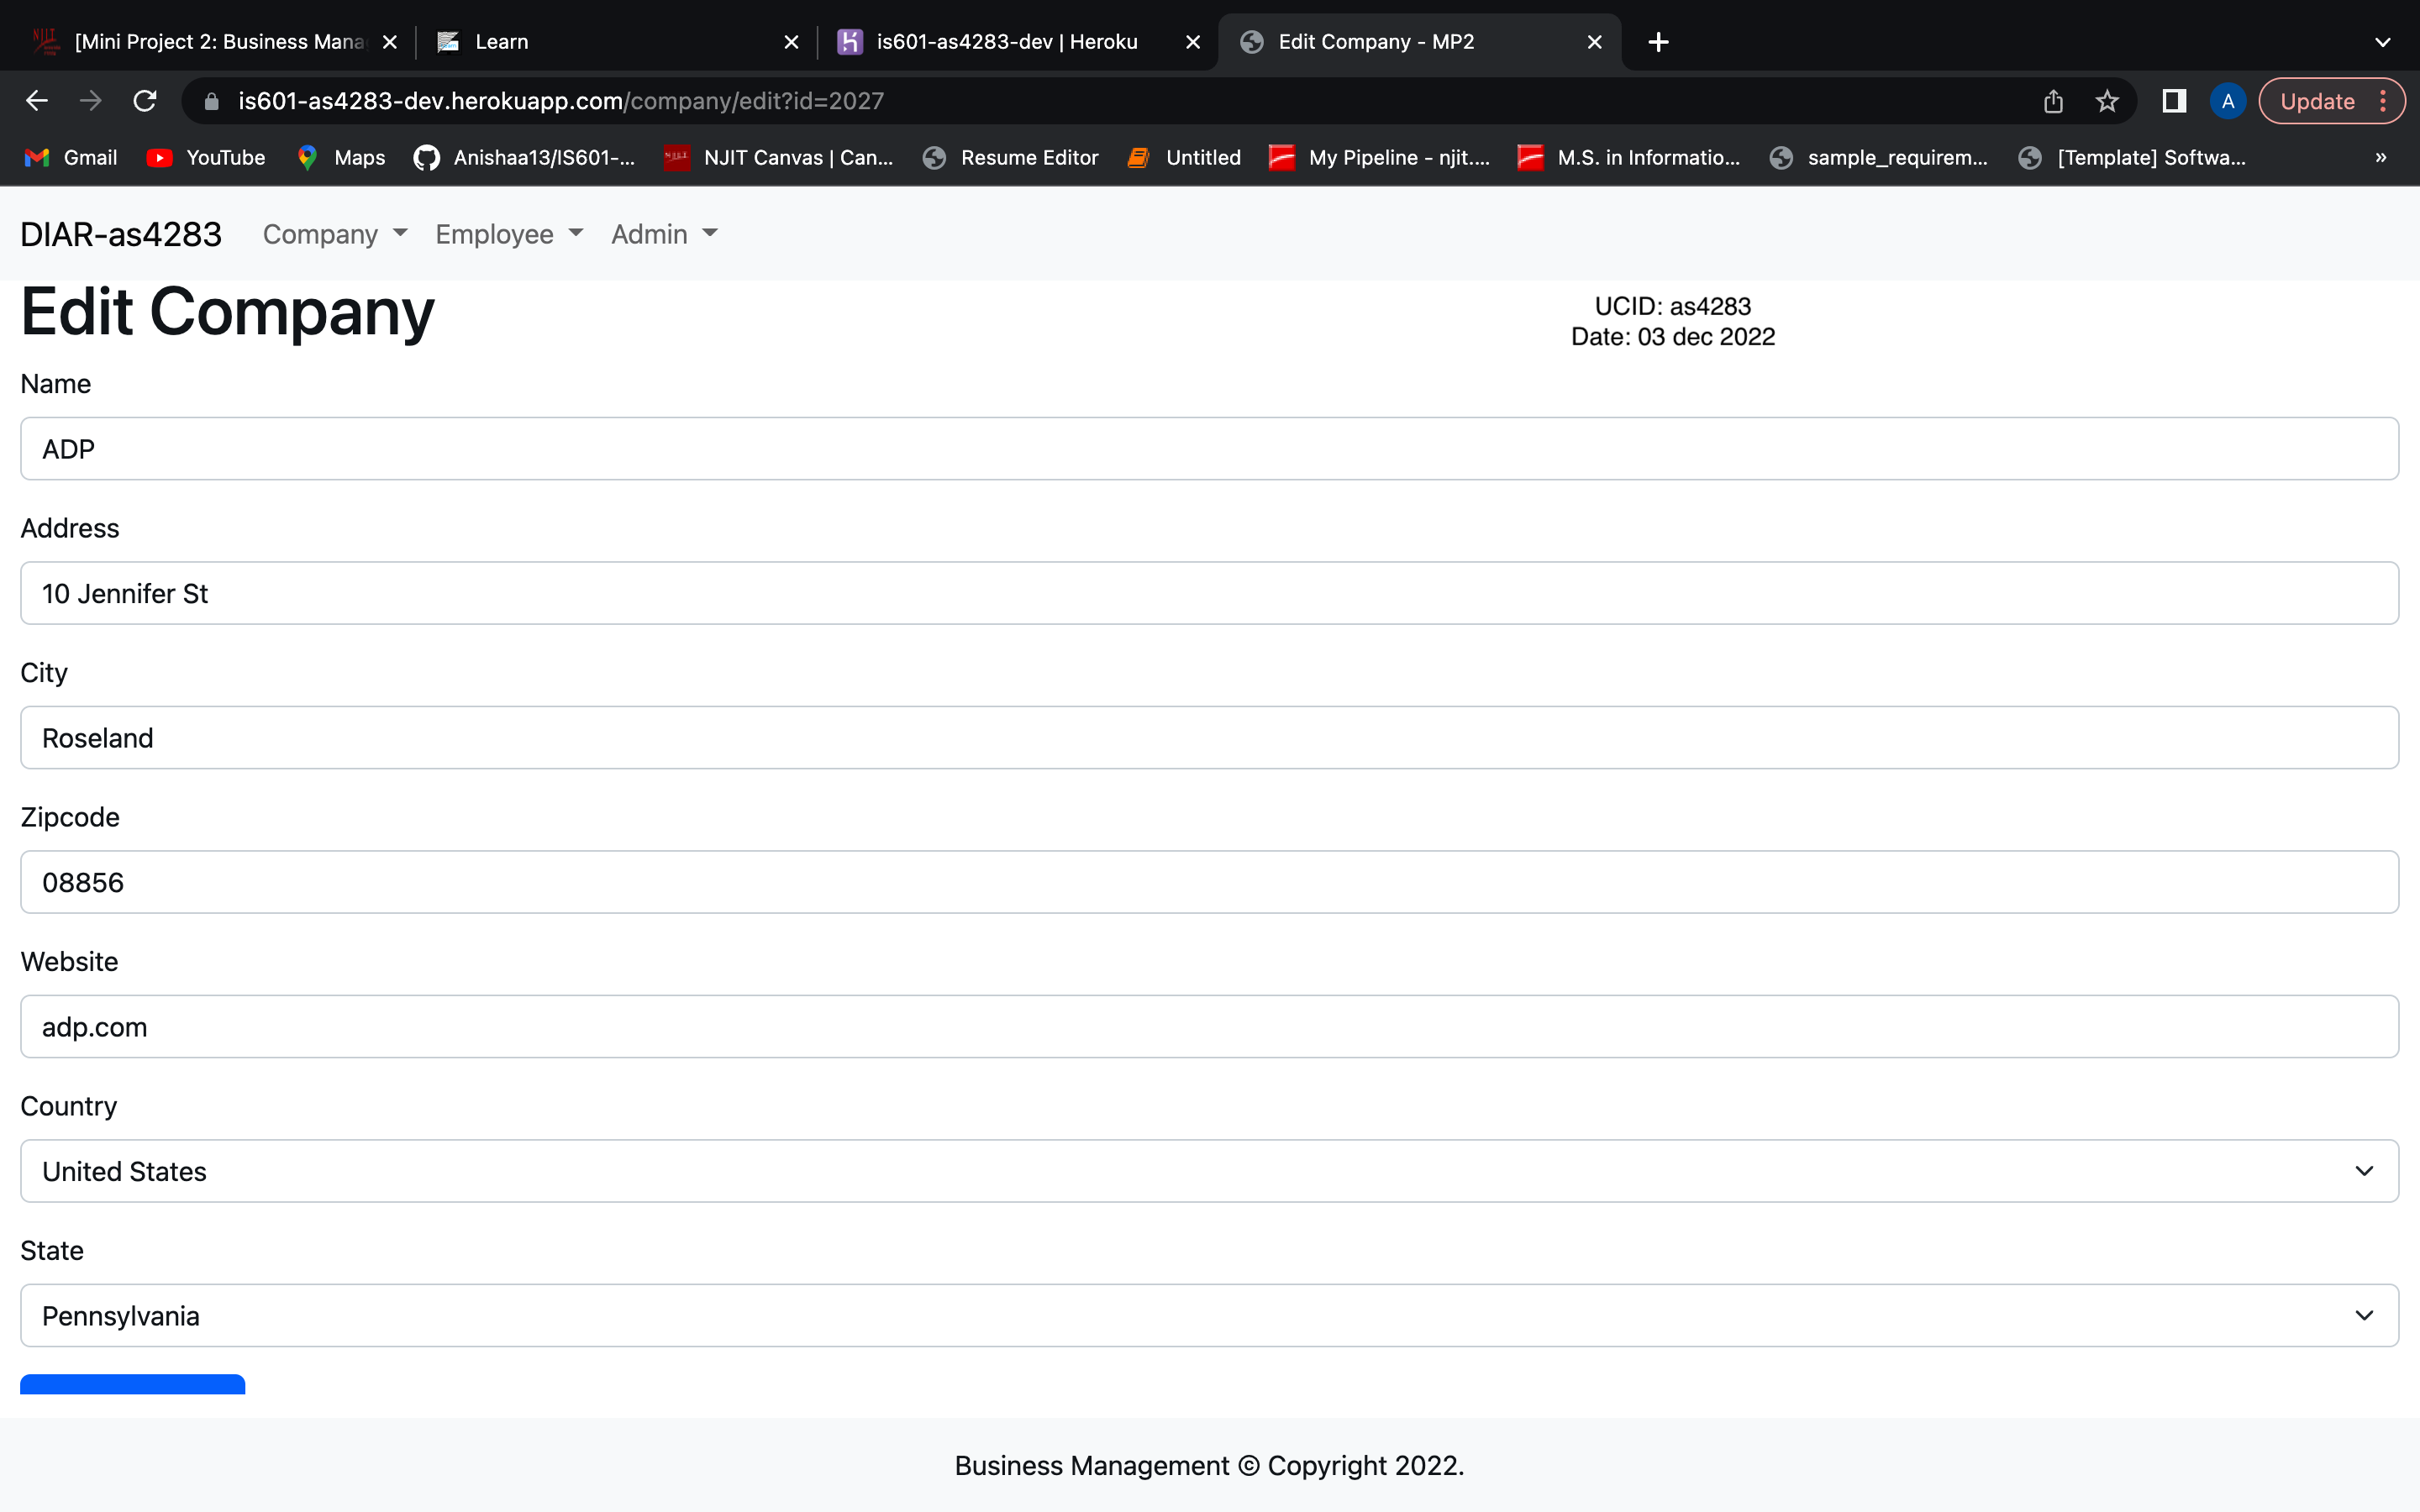 [Mini Project 2: Business Mana
Learn
is601-as4283-dev | Heroku
Edit Company - MP2
is601-as4283-dev.herokuapp.com/company/edit?id=2027
A
Update
Gmail
YouTube
Maps
Anishaa13/IS601-...
NJIT Canvas | Can...
Resume Editor
Untitled
My Pipeline - njit....
M.S. in Informatio...
sample_requirem...
[Template] Softwa...
»
DIAR-as4283
Company
Employee
Admin
Edit Company
UCID: as4283
Date: 03 dec 2022
Name
ADP
Address
10 Jennifer St
City
Roseland
Zipcode
08856
Website
adp.com
Country
United States
State
Pennsylvania
Business Management © Copyright 2022.